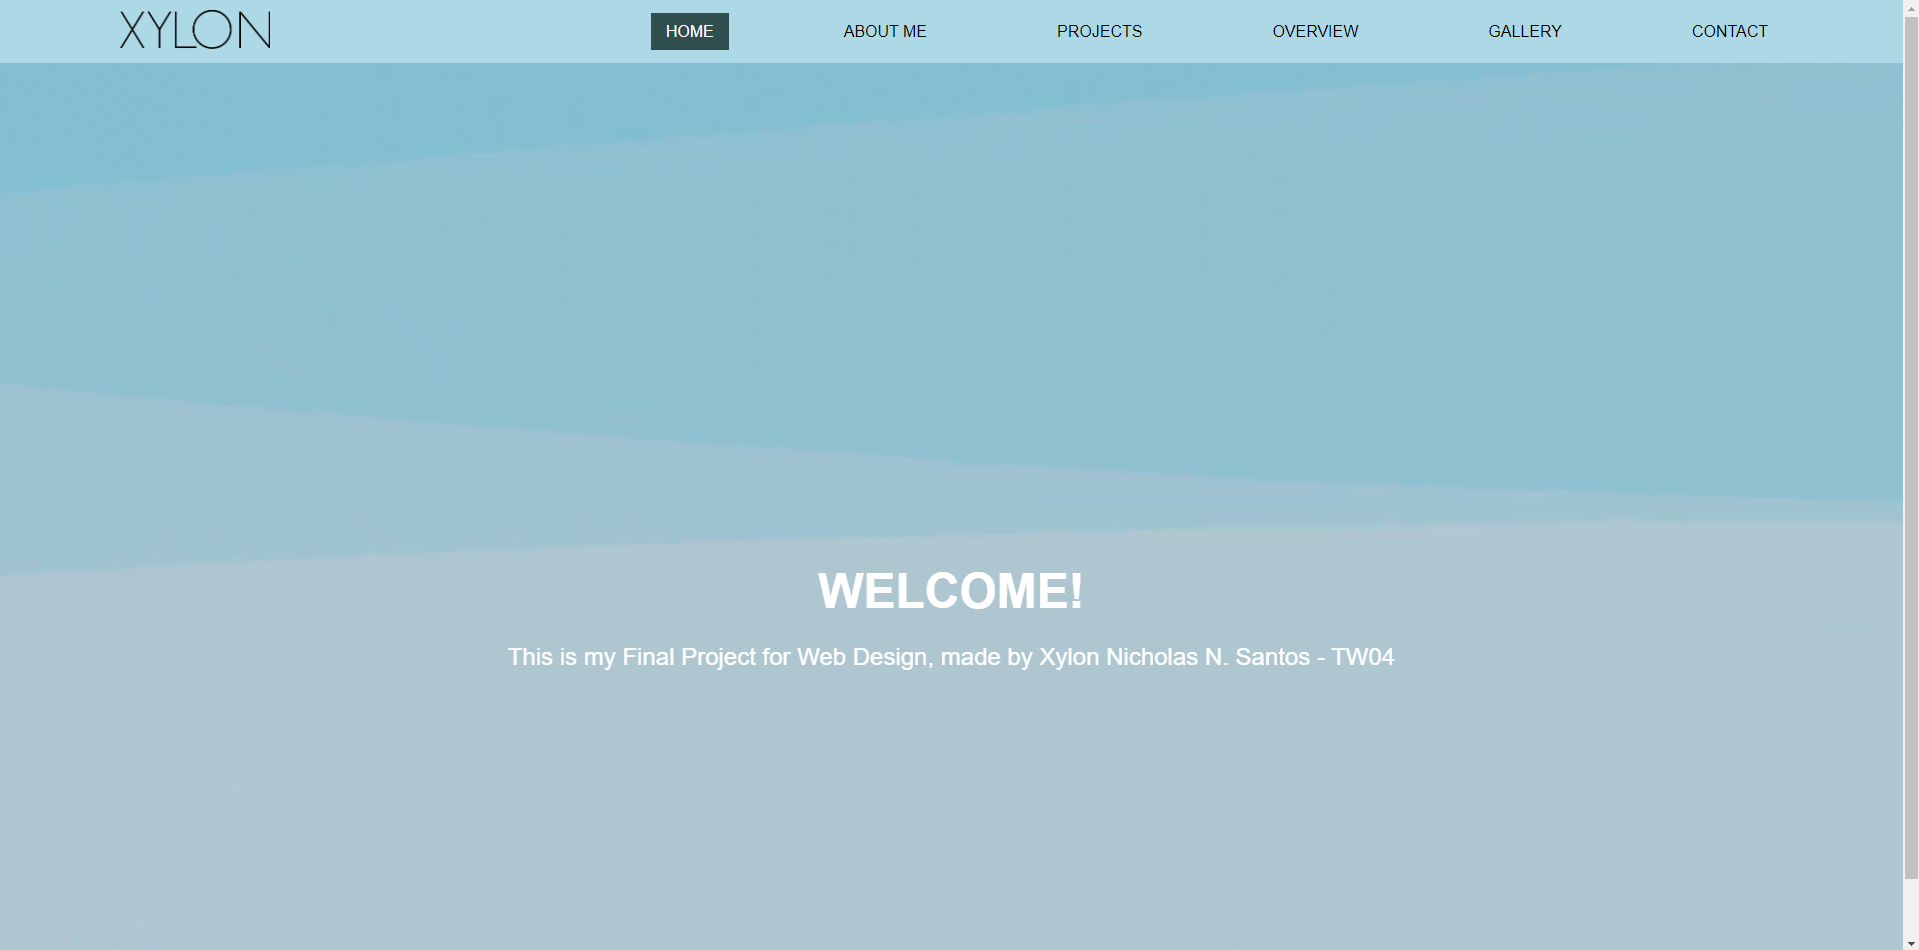 XYLON
HOME ABOUT ME PROJECTS OVERVIEW GALLERY CONTACT
WELCOME!
This is my Final Project for Web Design, made by Xylon Nicholas N. Santos - TW04